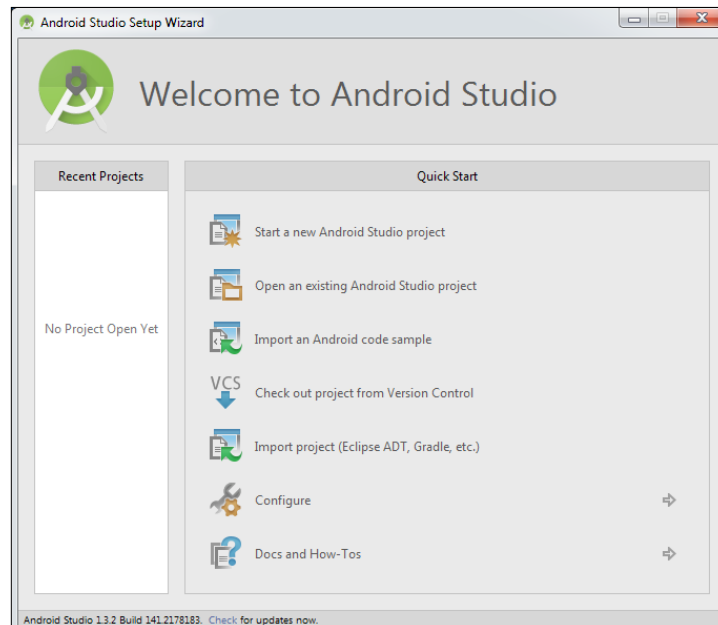 Android Studio Setup Wizard
Welcome to Android Studio
Recent Projects
No Project Open Yet
Quick Start
Start a new Android Studio project
Open an existing Android Studio project
Import an Android code sample
VCS
Check out project from Version Control
Import project (Eclipse ADT, Gradle, etc.)
Configure
Docs and How-Tos
Android Studio 1.3.2 Build 141.2178183. Check for updates now.